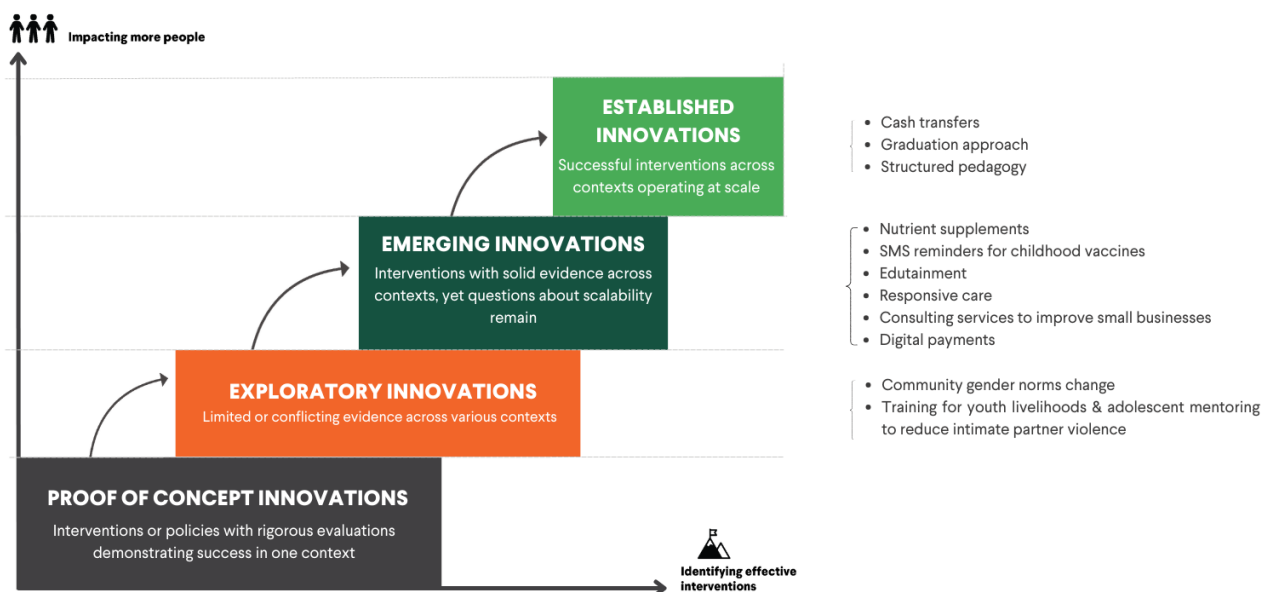 Impacting more people
ESTABLISHED
INNOVATIONS
Successful interventions across
contexts operating at scale
• Cash transfers
• Graduation approach
• Structured pedagogy
EMERGING INNOVATIONS
Interventions with solid evidence across
contexts, yet questions about scalability
remain
• Nutrient supplements
• SMS reminders for childhood vaccines
• Edutainment
• Responsive care
• Consulting services to improve small businesses
• Digital payments
EXPLORATORY INNOVATIONS
Limited or conflicting evidence across various contexts
• Community gender norms change
• Training for youth livelihoods & adolescent mentoring
to reduce intimate partner violence
PROOF OF CONCEPT INNOVATIONS
Interventions or policies with rigorous evaluations
demonstrating success in one context
Identifying effective
interventions